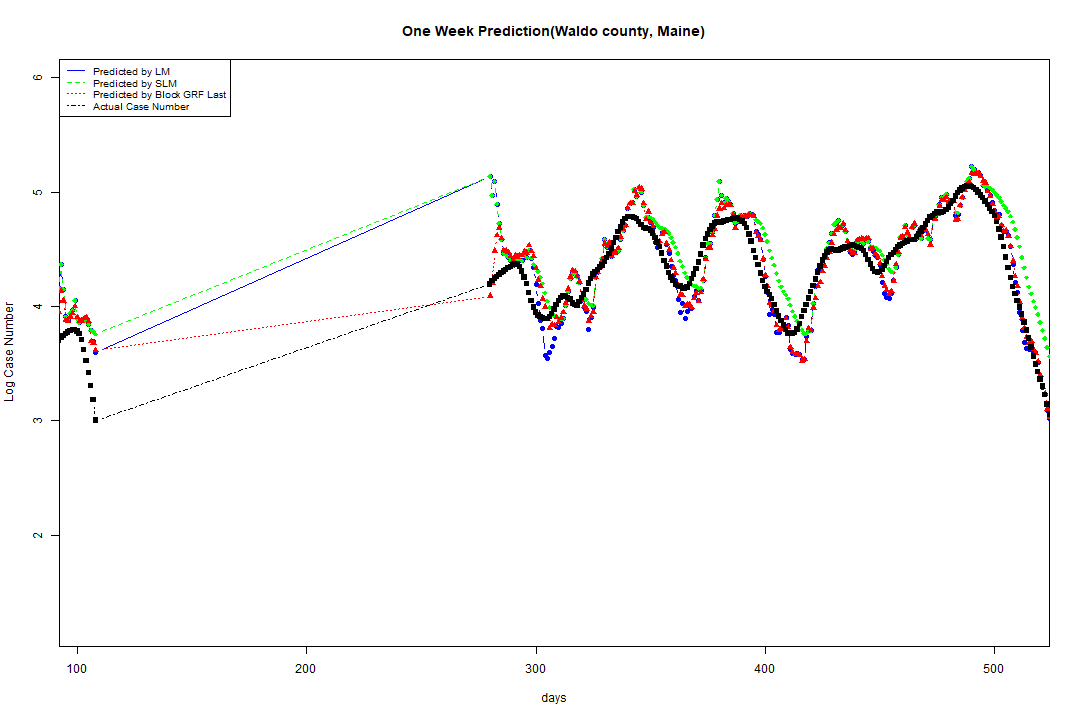 One Week Prediction(Waldo county, Maine)
Predicted by LM
Predicted by SLM
Predicted by Block GRF Last
Actual Case Number
6
5
4
3
2
Log Case Number
100 200 300 400 500
days